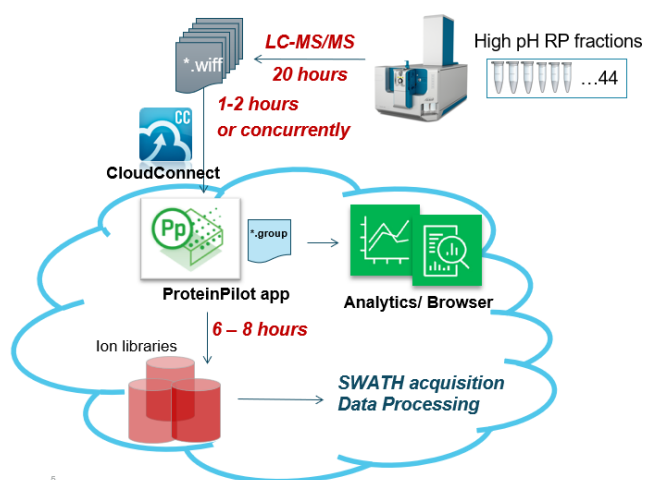 LC-MS/MS
High pH RP fractions
*.wiff
20 hours
...44
1-2 hours
or concurrently
CC
CloudConnect
Pp
*.group
ProteinPilot app
Analytics/ Browser
6 – 8 hours
Ion libraries
SWATH acquisition
Data Processing